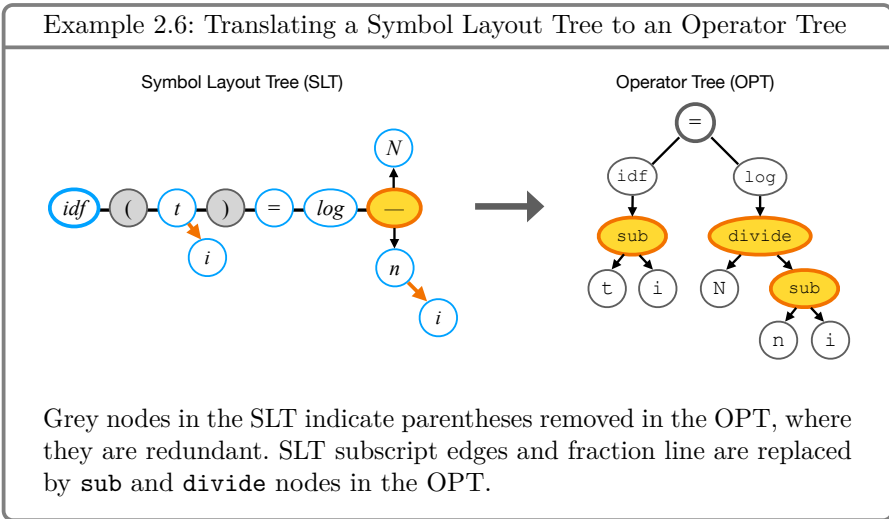 Example 2.6: Translating a Symbol Layout Tree to an Operator Tree
Symbol Layout Tree (SLT)
Operator Tree (OPT)
N
idf ( t ) = log —
i
n
i
=
idf log
sub divide
t i N sub
n i
Grey nodes in the SLT indicate parentheses removed in the OPT, where
they are redundant. SLT subscript edges and fraction line are replaced
by sub and divide nodes in the OPT.